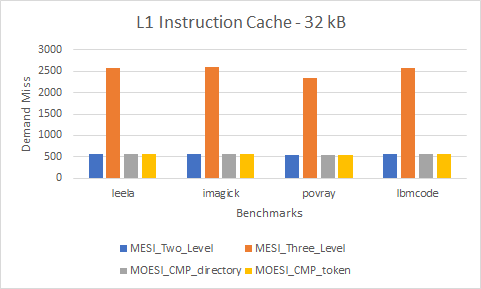 L1 Instruction Cache - 32 kB
3000
2500
2000
1500
1000
500
0
Demand Miss
leela imagick povray lbmcode
Benchmarks
MESI_Two_Level MESI_Three_Level
MOESI_CMP_directory MOESI_CMP_token